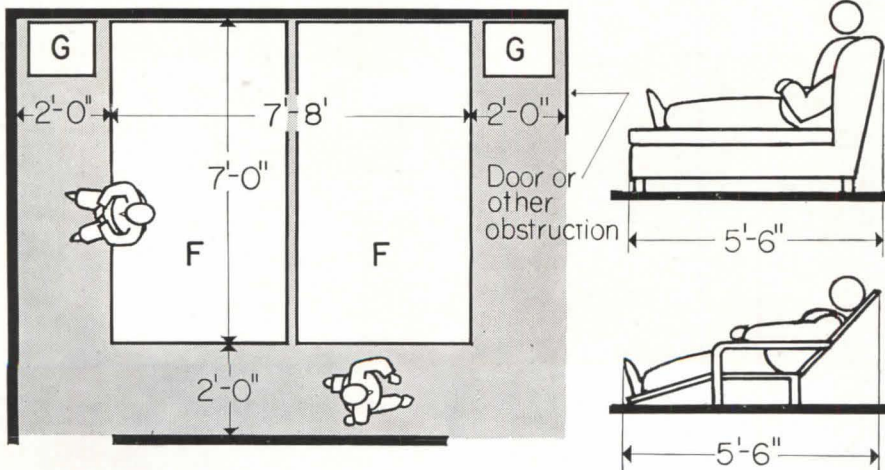 G
G
2'-0"
7'-8'
2'-0"
7'-0"
Door or
other
obstruction
F
F
5'-6"
2'-0"
5'-6"